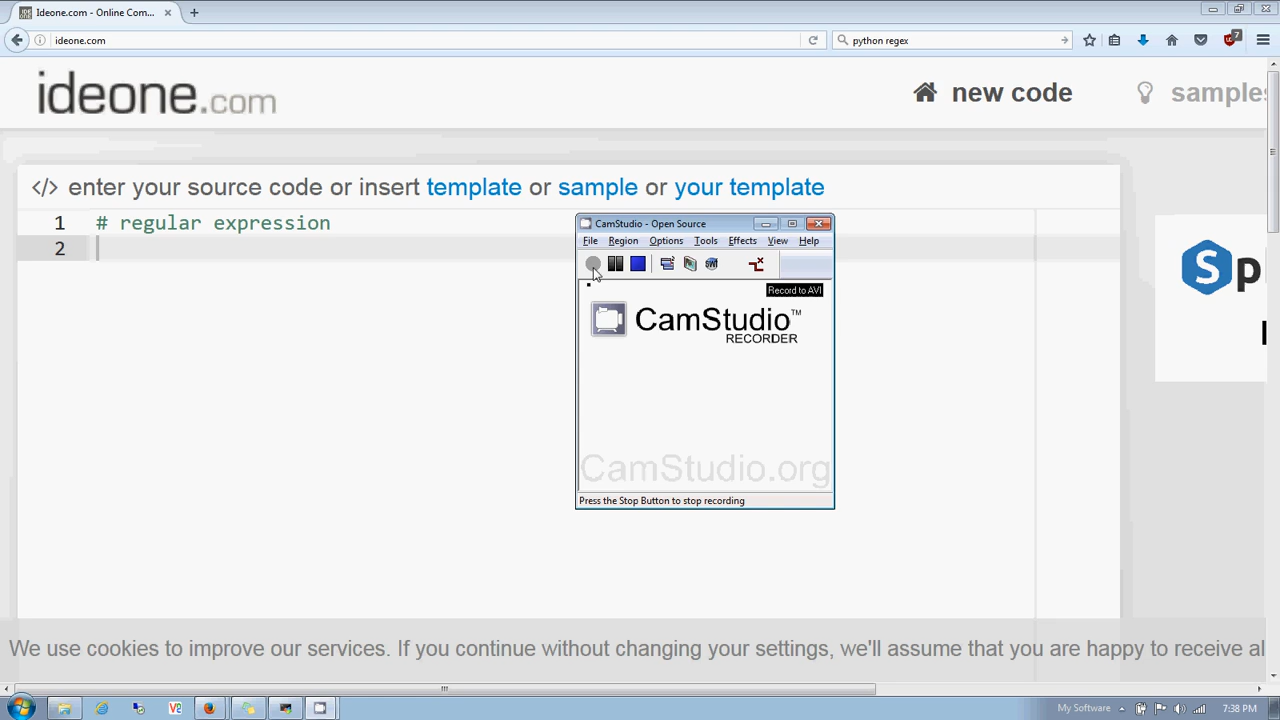 Ideone.com - Online Com...
ideone.com
python regex
7
ideone.com
new code
samples
</> enter your source code or insert template or sample or your template
1 # regular expression
2
CamStudio - Open Source
File Region Options Tools Effects View Help
Record to AVI
CamStudio™
RECORDER
CamStudio.org
Press the Stop Button to stop recording
Sp
We use cookies to improve our services. If you continue without changing your settings, we'll assume that you are happy to receive al
My Software
7:38 PM